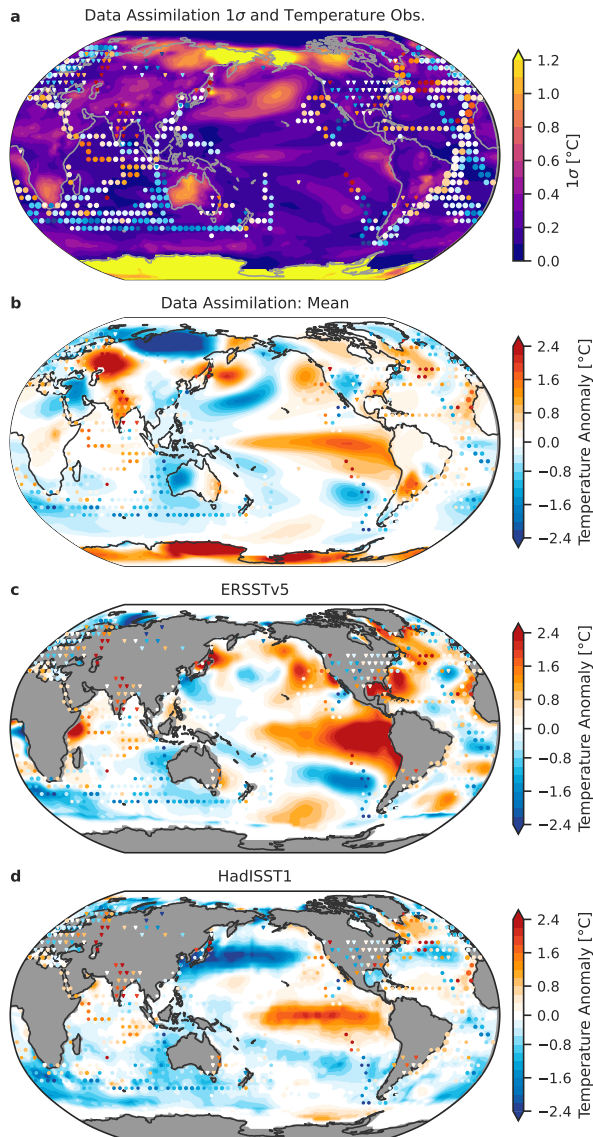 a
Data Assimilation 1σ and Temperature Obs.
1.2
1.0
0.8
0.6
0.4
0.2
0.0
1σ [°C]
b
Data Assimilation: Mean
2.4
1.6
0.8
0.0
−0.8
−1.6
−2.4
Temperature Anomaly [°C]
c
ERSSTv5
2.4
1.6
0.8
0.0
−0.8
−1.6
−2.4
Temperature Anomaly [°C]
d
HadISST1
2.4
1.6
0.8
0.0
−0.8
−1.6
−2.4
Temperature Anomaly [°C]